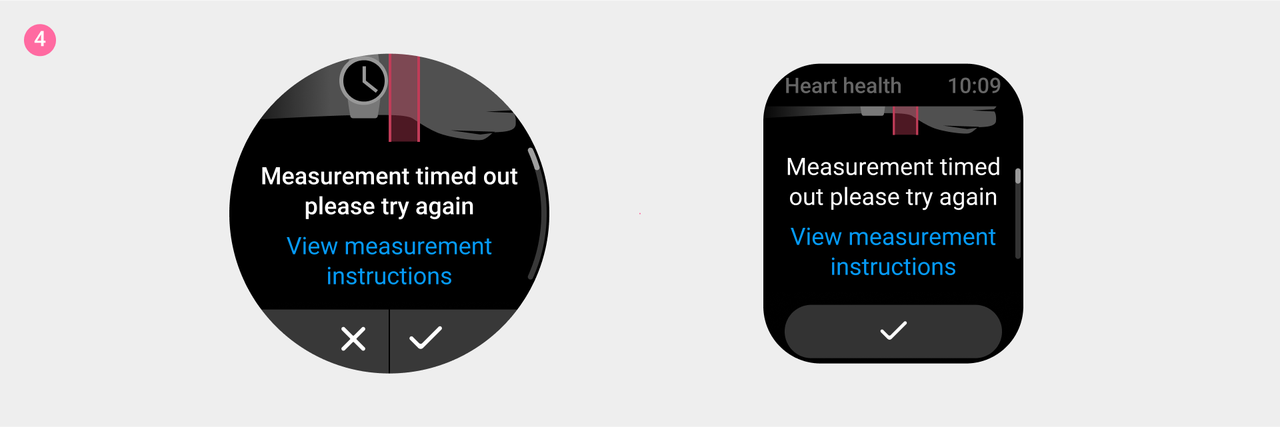 4
Measurement timed out
please try again
View measurement
instructions
Heart health 10:09
Measurement timed
out please try again
View measurement
instructions